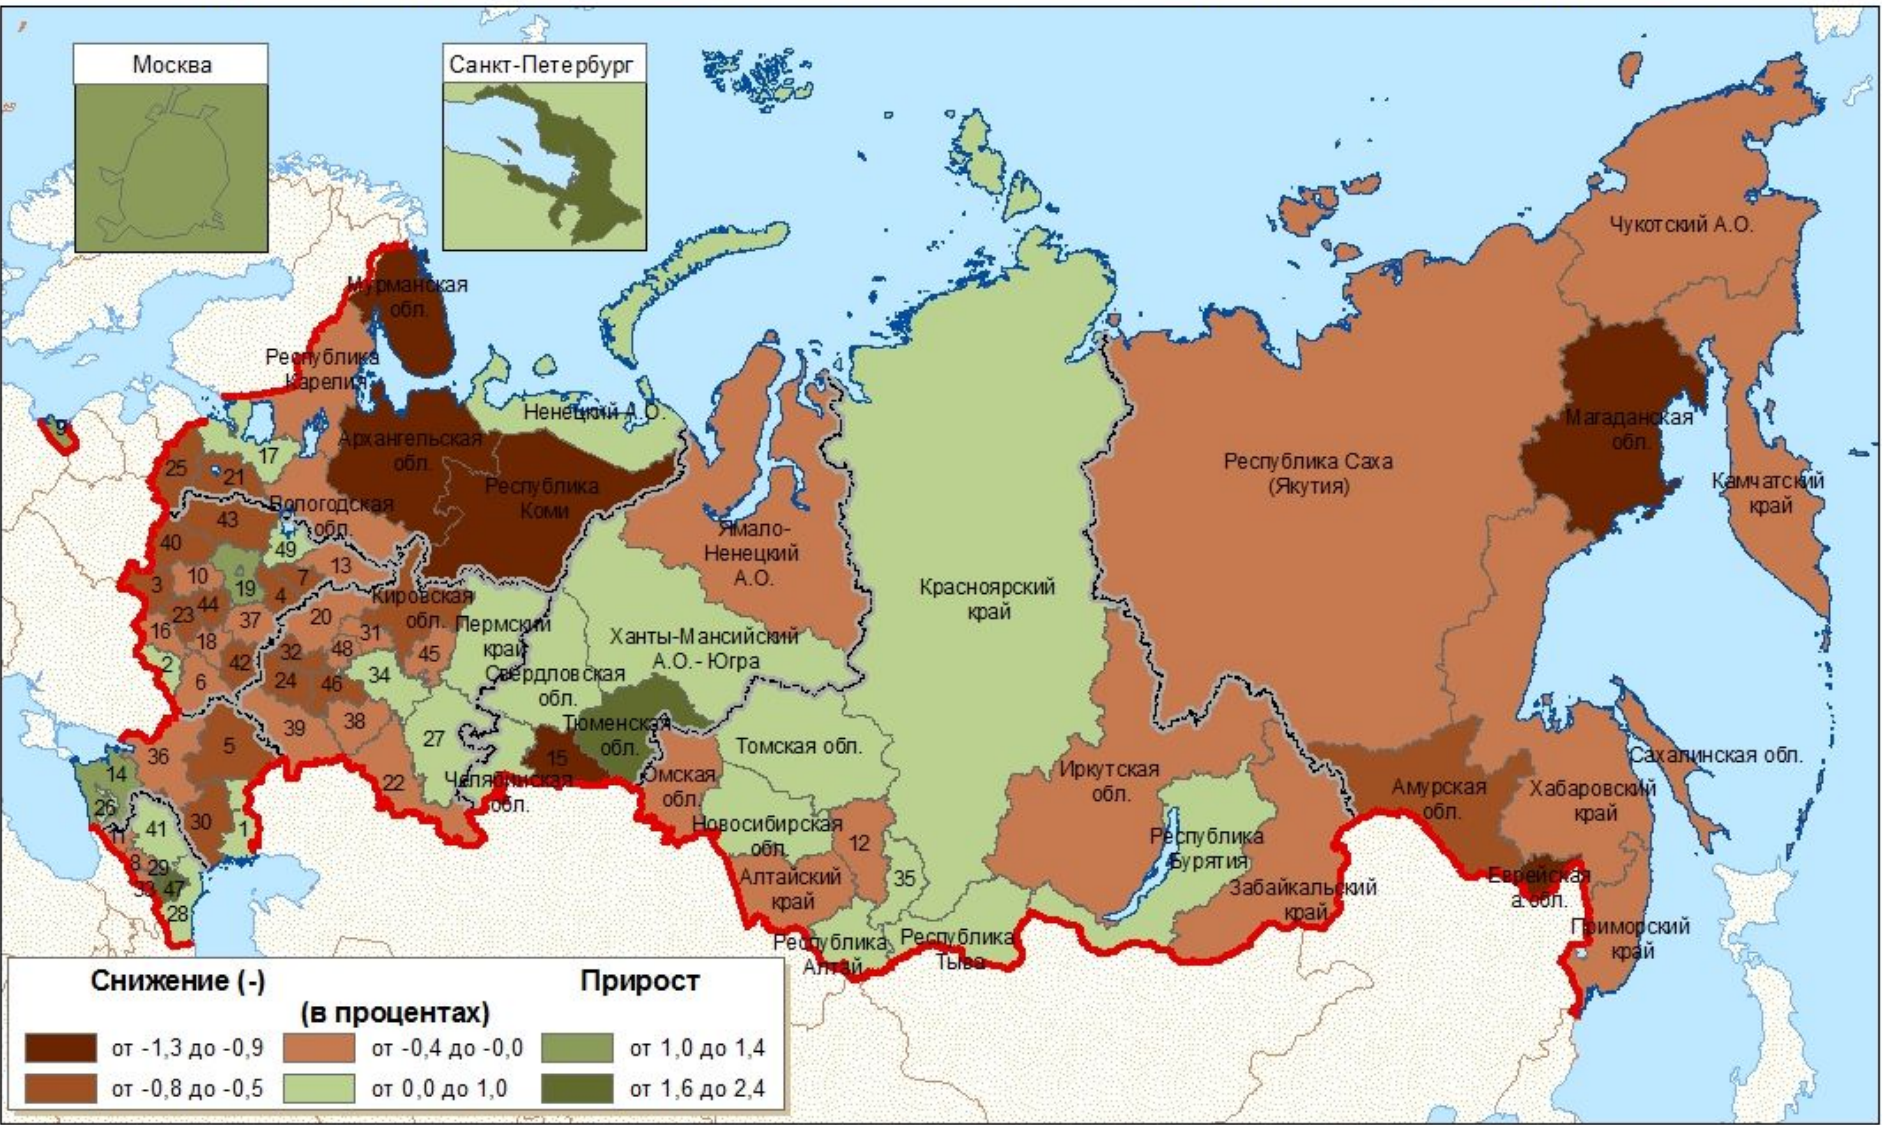 Москва
Санкт-Петербург
Чукотский А.О.
Мурманская
обл.
Республика
Карелия
Ненецкий А.О.
9
Архангельская
обл.
Магаданская
обл.
17
Республика Саха
(Якутия)
25
21
Республика
Коми
Камчатский
край
Вологодская
обл.
43
Ямало-
Ненецкий
А.О.
40
49
13
10
7
3
19
4
Красноярский
край
Кировская
обл.
44
23
20
37
16
31
18
Пермский
край
Ханты-Мансийский
А.О.- Югра
48
32
45
42
2
34
6
24
46
Свердловская
обл.
39
38
Тюменская
обл.
27
5
36
15
Томская обл.
Сахалинская обл.
14
22
Челябинская
обл.
Омская
обл.
Иркутская
обл.
Амурская
обл.
Хабаровский
край
26
30
1
41
11
Новосибирская
обл.
12
Республика
Бурятия
8
29
33
47
28
Алтайский
край
35
Забайкальский
край
Еврейская
а.обл.
Приморский
край
Республика
Алтай
Республика
Тыва
Снижение (-)
Прирост
(в процентах)
от -1,3 до -0,9
от -0,4 до -0,0
от 1,0 до 1,4
от -0,8 до -0,5
от 0,0 до 1,0
от 1,6 до 2,4